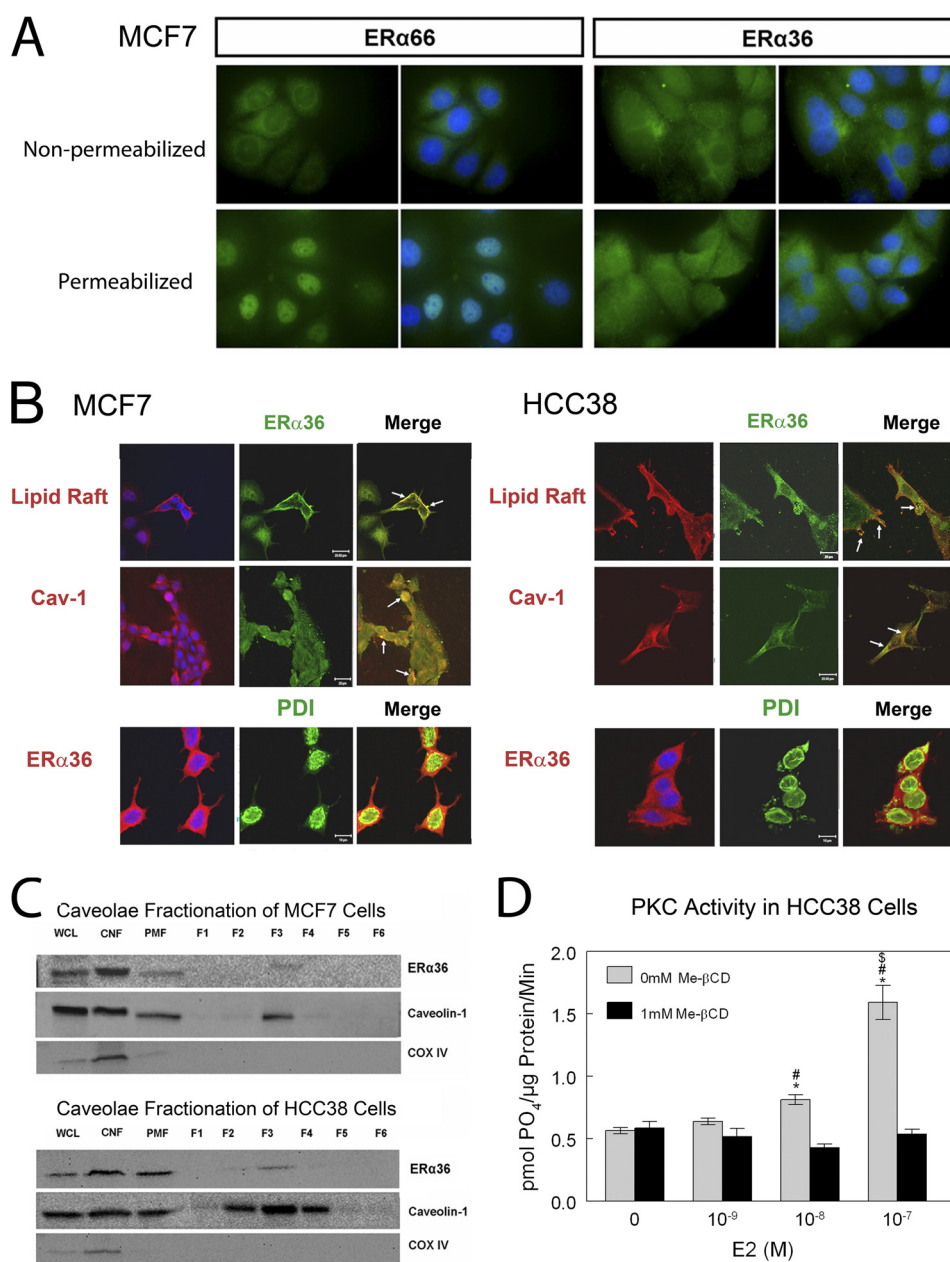 A MCF7 ERα66 ERα36
Non-permeabilized
Permeabilized
B MCF7 HCC38
ERα36 Merge ERα36 Merge
Lipid Raft Lipid Raft
Cav-1 Cav-1
PDI Merge PDI Merge
ERα36 ERα36
C
Caveolae Fractionation of MCF7 Cells
WCL CNF PMF F1 F2 F3 F4 F5 F6
ERα36
Caveolin-1
COX IV
Caveolae Fractionation of HCC38 Cells
WCL CNF PMF F1 F2 F3 F4 F5 F6
ERα36
Caveolin-1
COX IV
D PKC Activity in HCC38 Cells
pmol PO₄/µg Protein/Min
2.0
1.5
1.0
0.5
0.0
0mM Me-βCD
1mM Me-βCD
#
*
$
#
*
0 10⁻⁹ 10⁻⁸ 10⁻⁷
E2 (M)